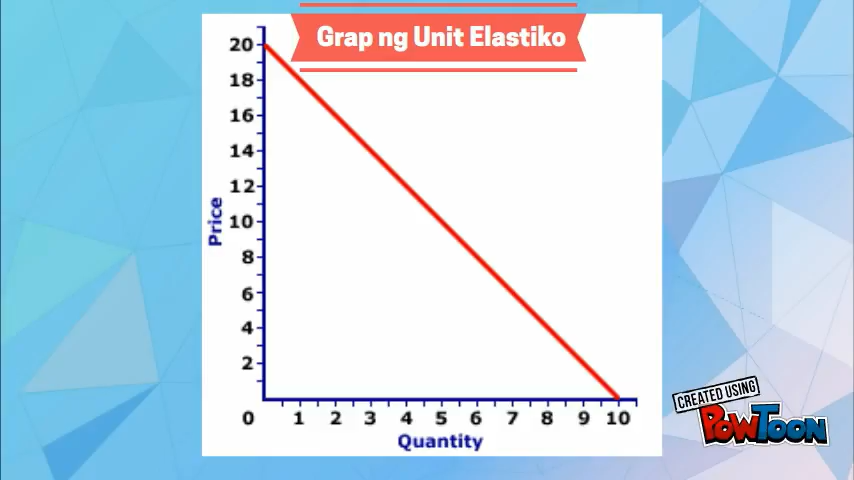 Grap ng Unit Elastiko
20
18
16
14
12
10
8
6
4
2
Price
0 1 2 3 4 5 6 7 8 9 10
Quantity
CREATED USING
POWTOON